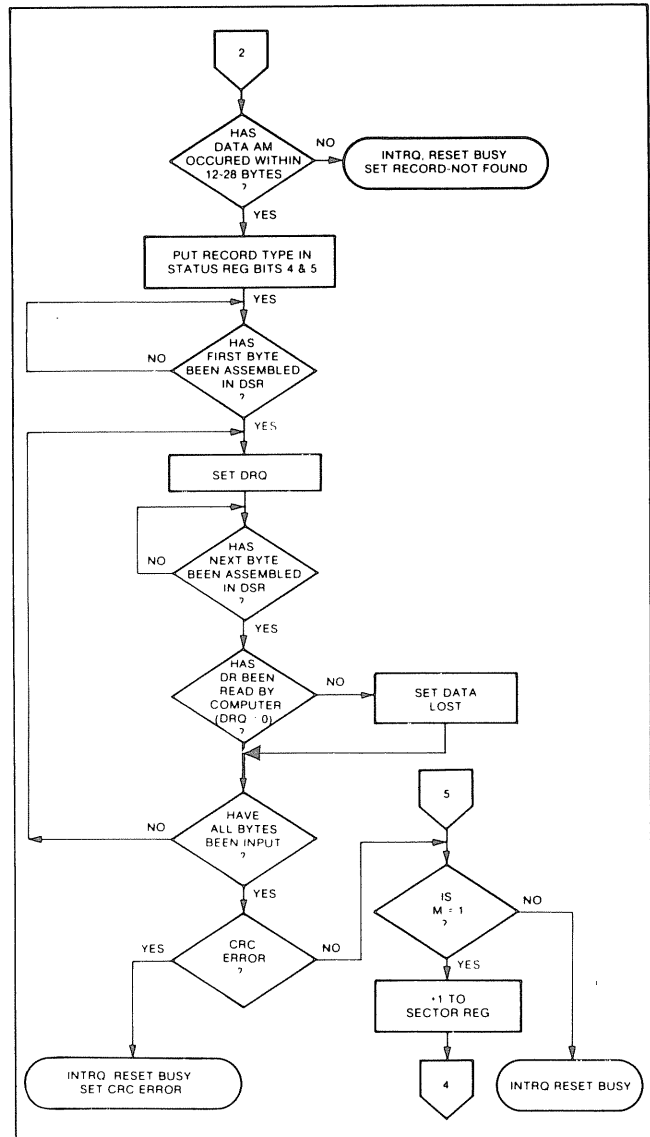 2
HAS
DATA AM
OCCURED WITHIN
12-28 BYTES
?
NO
INTRQ, RESET BUSY
SET RECORD-NOT FOUND
YES
PUT RECORD TYPE IN
STATUS REG BITS 4 & 5
YES
HAS
FIRST BYTE
BEEN ASSEMBLED
IN DSR
?
NO
YES
SET DRQ
HAS
NEXT BYTE
BEEN ASSEMBLED
IN DSR
?
NO
YES
HAS
DR BEEN
READ BY
COMPUTER
(DRQ 0)
?
NO
SET DATA
LOST
5
HAVE
ALL BYTES
BEEN INPUT
?
NO
YES
IS
M = 1
?
NO
YES
CRC
ERROR
?
YES
NO
+1 TO
SECTOR REG
INTRQ RESET BUSY
SET CRC ERROR
4
INTRQ RESET BUSY